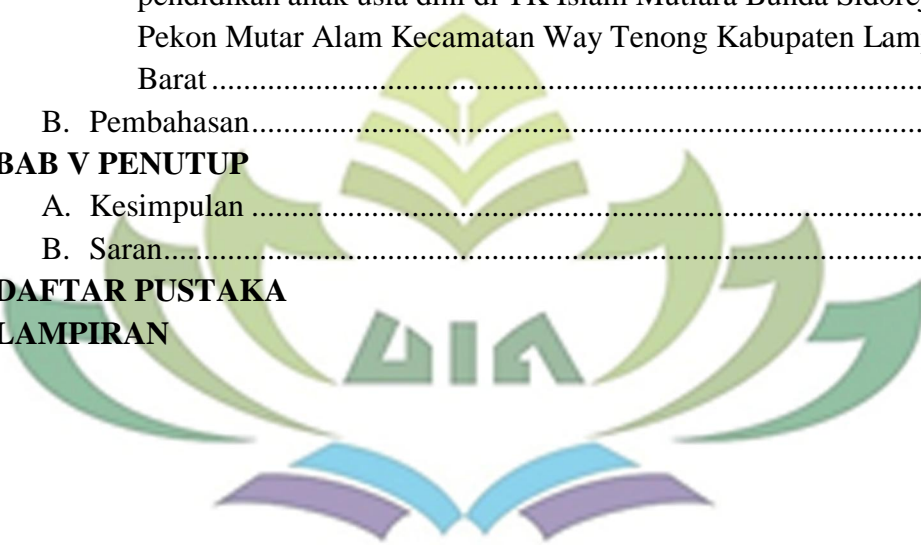 pendidikan anak usia dini di TK Islam Mutiara Bunda
Pekon Mutar Alam Kecamatan Way Tenong Kabupaten Lam
Barat ........................................................................................
B. Pembahasan...................................................................................
BAB V PENUTUP
A. Kesimpulan ...................................................................................
B. Saran..............................................................................................
DAFTAR PUSTAKA
LAMPIRAN
UIN